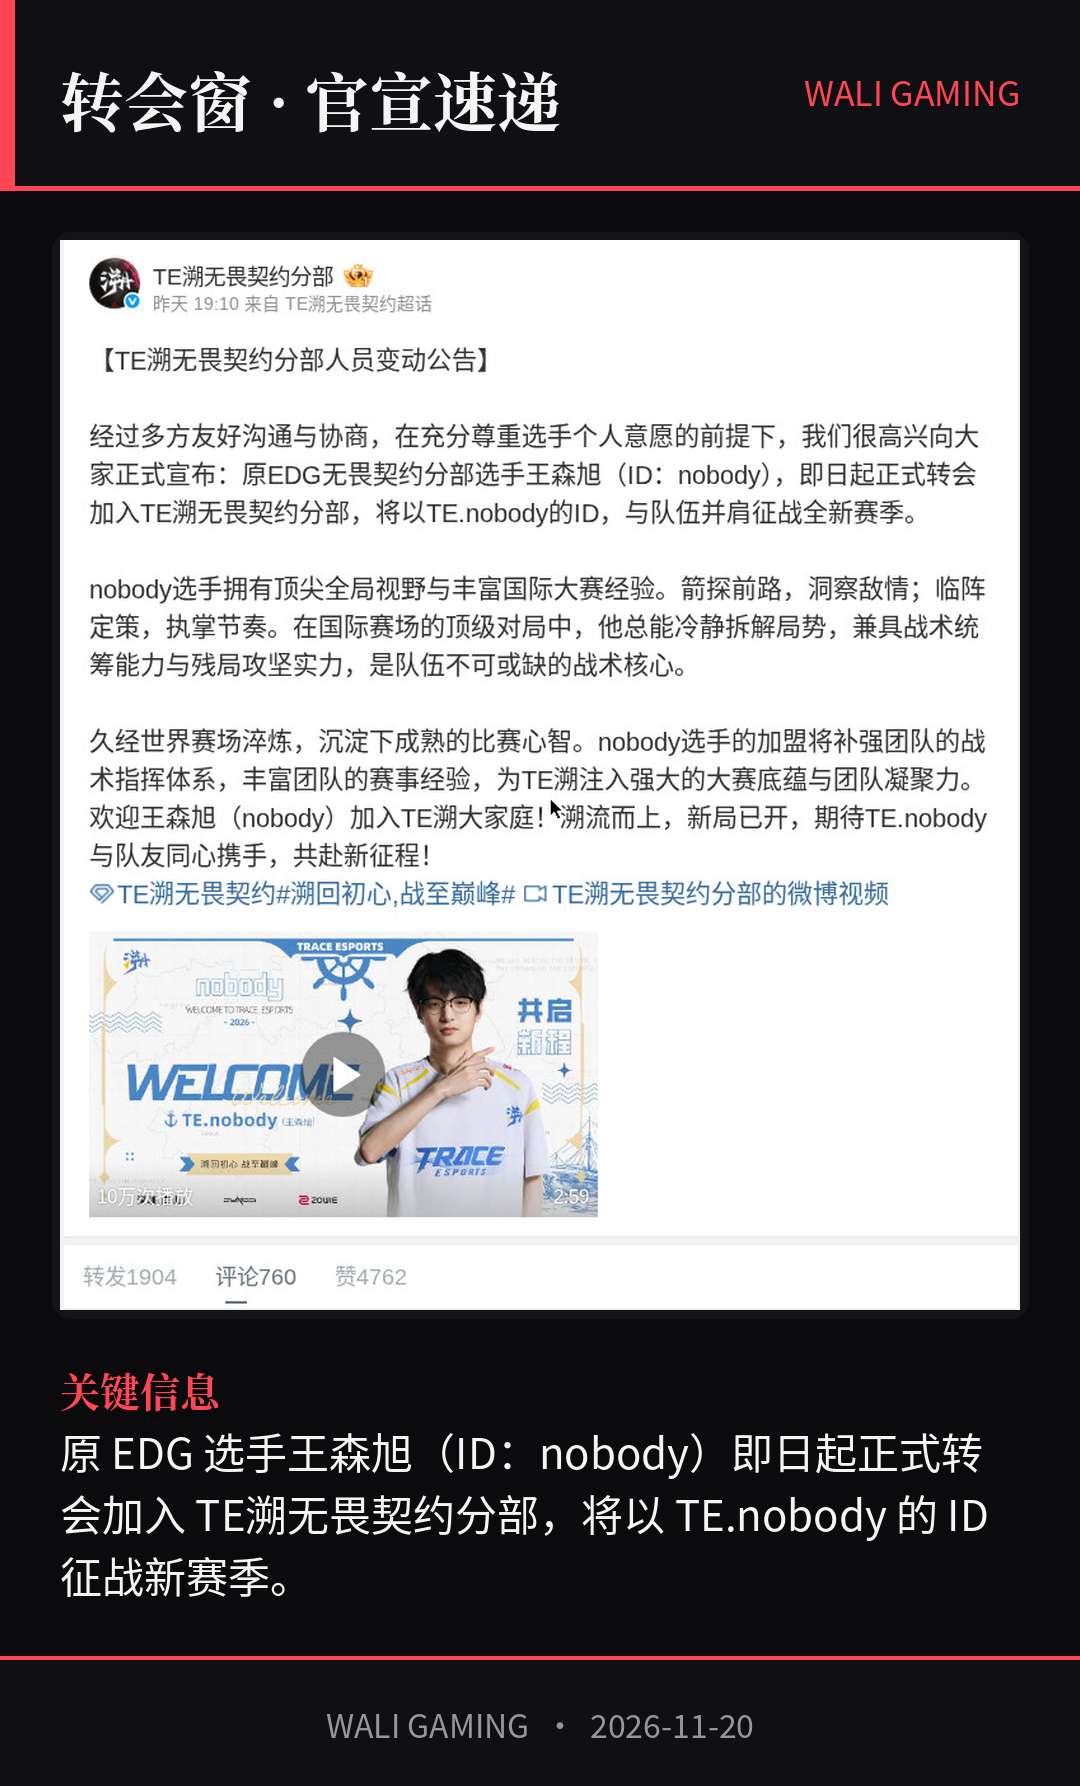 转会窗·官宣速递
WALI GAMING
TE溯无畏契约分部
昨天 19:10 来自 TE溯无畏契约超话
【TE溯无畏契约分部人员变动公告】
经过多方友好沟通与协商，在充分尊重选手个人意愿的前提下，我们很高兴向大
家正式宣布：原EDG无畏契约分部选手王森旭（ID：nobody），即日起正式转会
加入TE溯无畏契约分部，将以TE.nobody的ID，与队伍并肩征战全新赛季。
nobody选手拥有顶尖全局视野与丰富国际大赛经验。箭探前路，洞察敌情；临阵
定策，执掌节奏。在国际赛场的顶级对局中，他总能冷静拆解局势，兼具战术统
筹能力与残局攻坚实力，是队伍不可或缺的战术核心。
久经世界赛场淬炼，沉淀下成熟的比赛心智。nobody选手的加盟将补强团队的战
术指挥体系，丰富团队的赛事经验，为TE溯注入强大的大赛底蕴与团队凝聚力。
欢迎王森旭（nobody）加入TE溯大家庭！溯流而上，新局已开，期待TE.nobody
与队友同心携手，共赴新征程！
TE溯无畏契约#溯回初心,战至巅峰# TE溯无畏契约分部的微博视频
TRACE ESPORTS
nobody
WELCOME TO TRACE ESPORTS
- 2026 -
共启
新程
WELCOME
Welcome
TE.nobody（王森旭）
溯回初心 战至巅峰
TRACE
ESPORTS
ZOWIE
10万次播放
2:59
转发1904 评论760 赞4762
关键信息
原 EDG 选手王森旭（ID：nobody）即日起正式转
会加入 TE溯无畏契约分部，将以 TE.nobody 的 ID
征战新赛季。
WALI GAMING • 2026-11-20